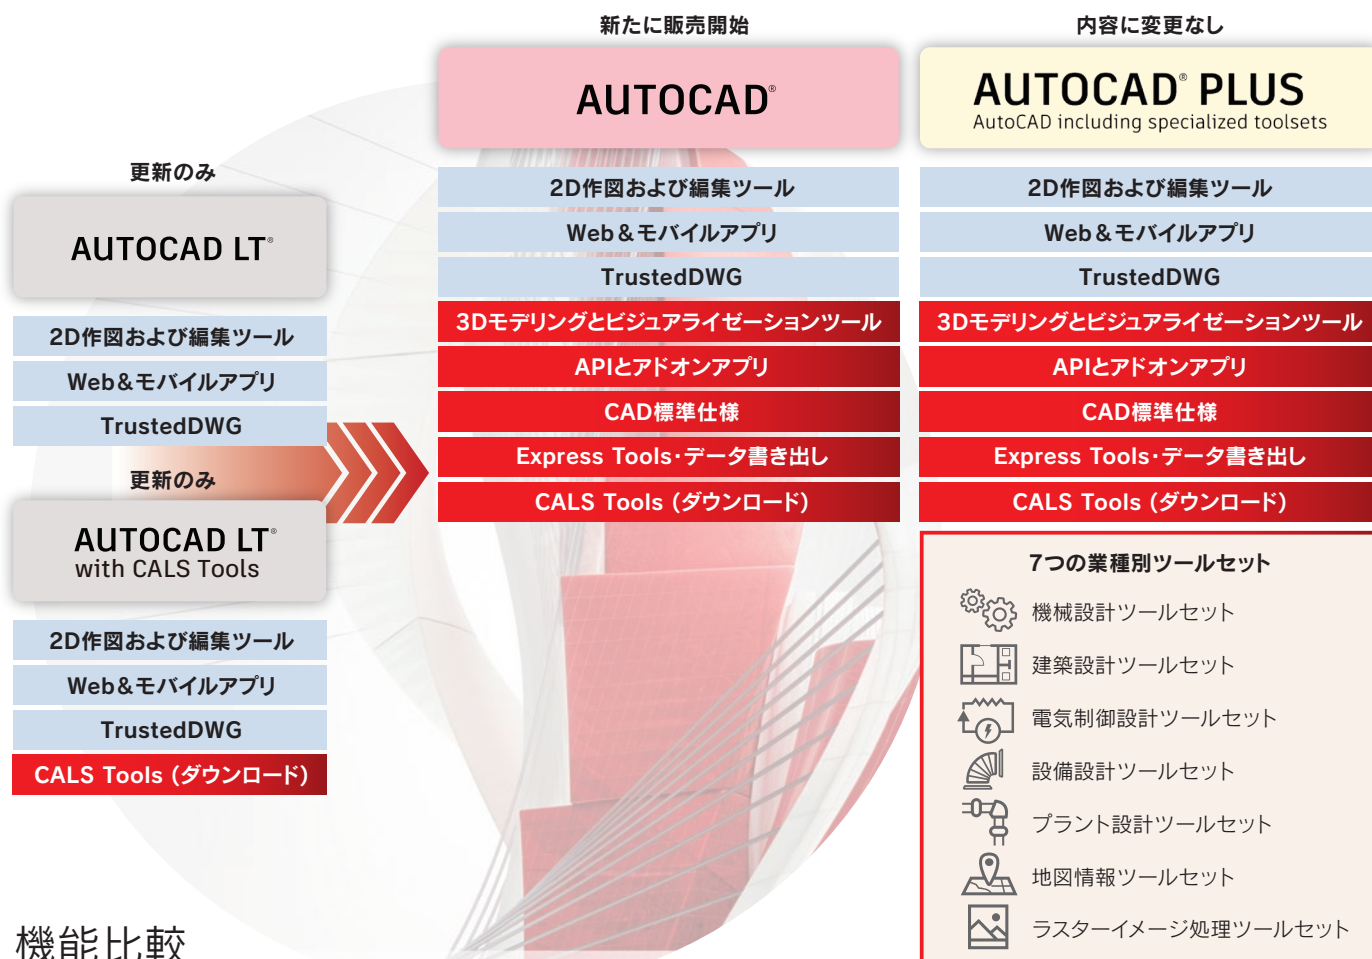 更新のみ
AUTOCAD LT®
2D作図および編集ツール
Web&モバイルアプリ
TrustedDWG
更新のみ
AUTOCAD LT®
with CALS Tools
2D作図および編集ツール
Web&モバイルアプリ
TrustedDWG
CALS Tools (ダウンロード)
新たに販売開始
AUTOCAD®
2D作図および編集ツール
Web&モバイルアプリ
TrustedDWG
3Dモデリングとビジュアライゼーションツール
APIとアドオンアプリ
CAD標準仕様
Express Tools・データ書き出し
CALS Tools (ダウンロード)
内容に変更なし
AUTOCAD® PLUS
AutoCAD including specialized toolsets
2D作図および編集ツール
Web&モバイルアプリ
TrustedDWG
3Dモデリングとビジュアライゼーションツール
APIとアドオンアプリ
CAD標準仕様
Express Tools・データ書き出し
CALS Tools (ダウンロード)
7つの業種別ツールセット
機械設計ツールセット
建築設計ツールセット
電気制御設計ツールセット
設備設計ツールセット
プラント設計ツールセット
地図情報ツールセット
ラスターイメージ処理ツールセット
機能比較